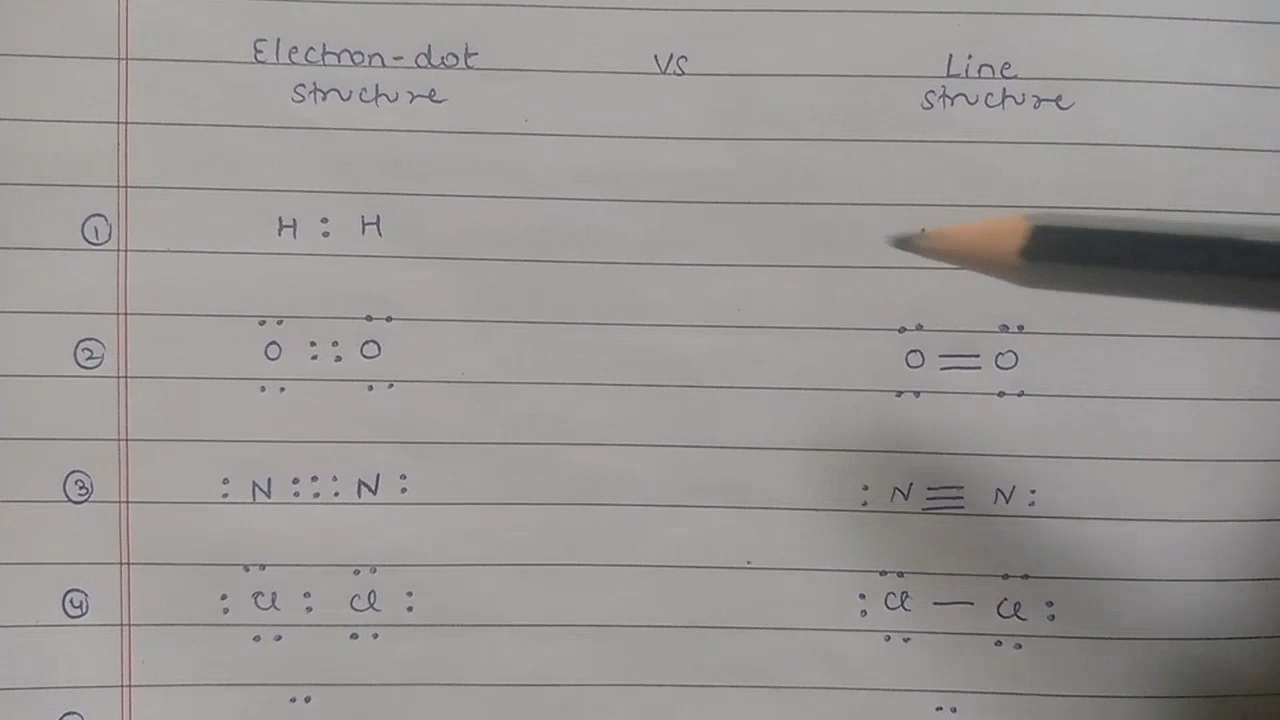 Electron-dot structure VS Line structure
① H : H
② O :: O O = O
③ : N ::: N : : N ≡ N :
④ : Cl : Cl : : Cl — Cl :